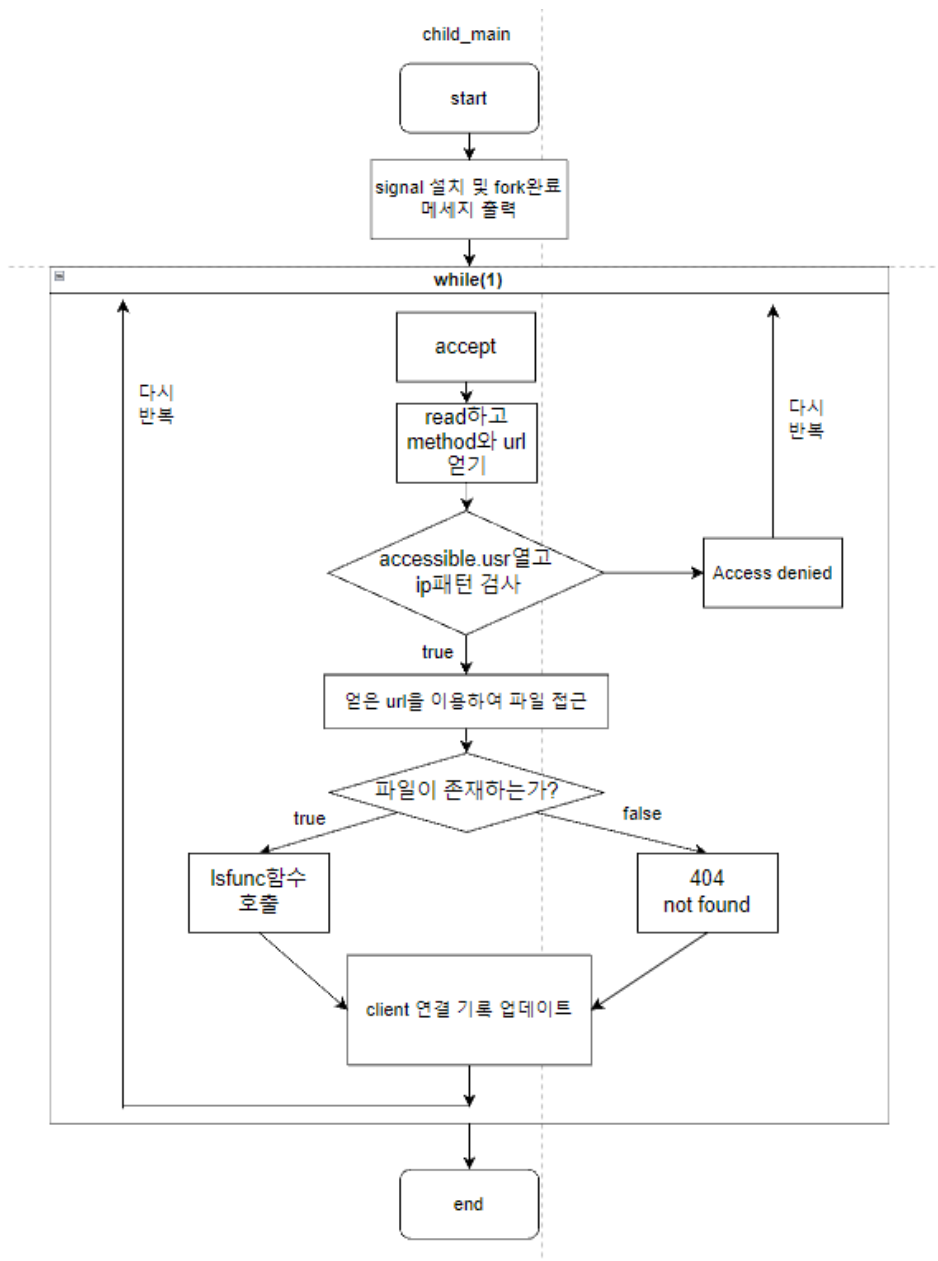 child_main
start
signal 설치 및 fork완료
메세지 출력
while(1)
accept
다시
반복
다시
반복
read하고
method와 url
얻기
accessible.usr열고
ip패턴 검사
Access denied
true
얻은 url을 이용하여 파일 접근
파일이 존재하는가?
true
false
lsfunc함수
호출
404
not found
client 연결 기록 업데이트
end